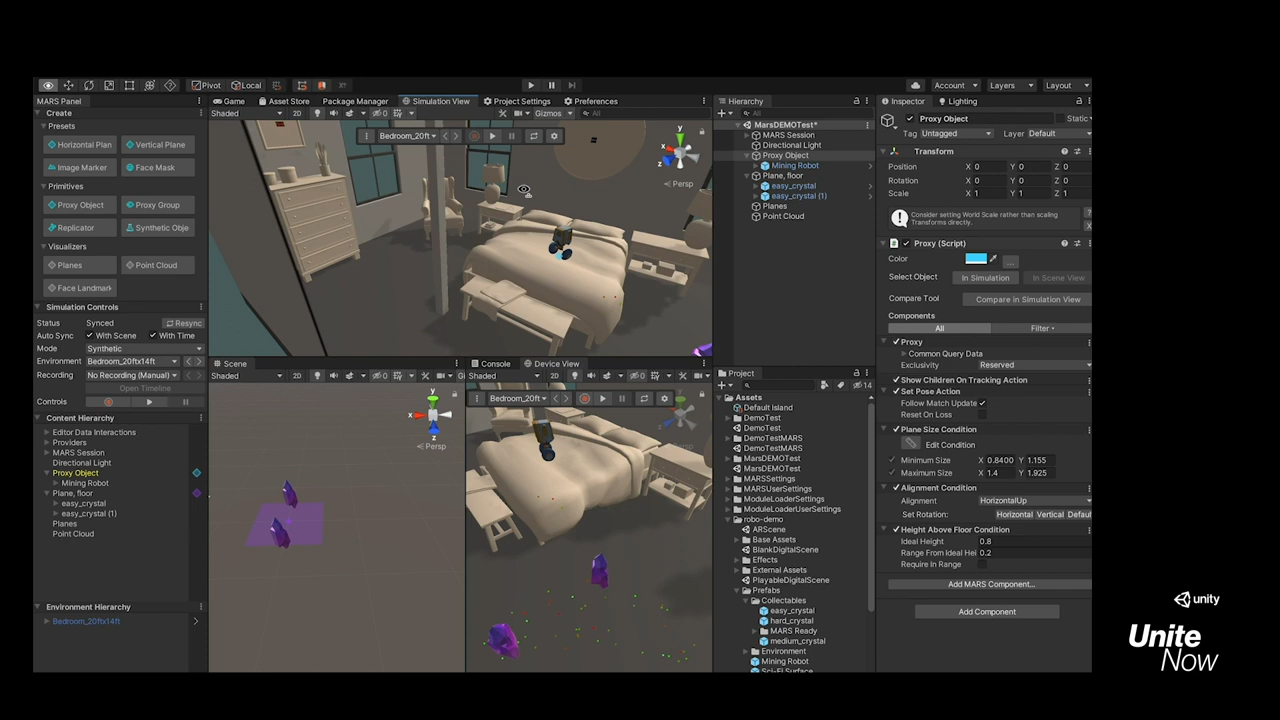 Pivot Local Account Layers Layout
MARS Panel
Create
Presets
Horizontal Plan Vertical Plane
Image Marker Face Mask
Primitives
Proxy Object Proxy Group
Replicator Synthetic Obje
Visualizers
Planes Point Cloud
Face Landmark
Simulation Controls
Status Synced Resync
Auto Sync With Scene With Time
Mode Synthetic
Environment Bedroom_20ftx14ft
Recording No Recording (Manual)
Open Timeline
Controls
Content Hierarchy
Editor Data Interactions
Providers
MARS Session
Directional Light
Proxy Object
Mining Robot
Plane, floor
easy_crystal
easy_crystal (1)
Planes
Point Cloud
Environment Hierarchy
Bedroom_20ftx14ft
Game Asset Store Package Manager Simulation View Project Settings Preferences
Shaded 2D Gizmos All
Bedroom_20ft
y
x
z
Persp
Scene
Shaded 2D
y
x
z
Persp
Console Device View
Shaded 2D
Bedroom_20ft
Persp
Hierarchy
All
MarsDEMOTest*
MARS Session
Directional Light
Proxy Object
Mining Robot
Plane, floor
easy_crystal
easy_crystal (1)
Planes
Point Cloud
Project
14
Assets
Default Island
DemoTest
DemoTest
DemoTestMARS
DemoTestMARS
MarsDEMOTest
MarsDEMOTest
MARSSettings
MARSUserSettings
ModuleLoaderSettings
ModuleLoaderUserSettings
robo-demo
ARScene
Base Assets
BlankDigitalScene
Effects
External Assets
PlayableDigitalScene
Prefabs
Collectables
easy_crystal
hard_crystal
MARS Ready
medium_crystal
Environment
Mining Robot
Sci-Fi Surface
Inspector Lighting
Proxy Object Static
Tag Untagged Layer Default
Transform
Position X 0 Y 0 Z 0
Rotation X 0 Y 0 Z 0
Scale X 1 Y 1 Z 1
Consider setting World Scale rather than scaling
Transforms directly.
Proxy (Script)
Color ...
Select Object In Simulation In Scene View
Compare Tool Compare in Simulation View
Components
All Filter
Proxy
Common Query Data
Exclusivity Reserved
Show Children On Tracking Action
Set Pose Action
Follow Match Update
Reset On Loss
Plane Size Condition
Edit Condition
Minimum Size X 0.8400 Y 1.155
Maximum Size X 1.4 Y 1.925
Alignment Condition
Alignment HorizontalUp
Set Rotation: Horizontal Vertical Defaul
Height Above Floor Condition
Ideal Height 0.8
Range From Ideal Hei 0.2
Require In Range
Add MARS Component...
Add Component
unity
Unite
Now